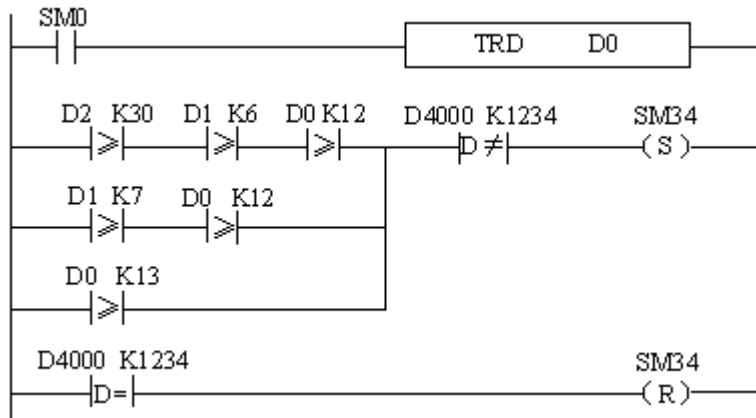 SM0
TRD D0
D2 K30 D1 K6 D0 K12 D4000 K1234 SM34
≥ ≥ ≥ D≠ (S)
D1 K7 D0 K12
≥ ≥
D0 K13
≥
D4000 K1234 SM34
D= (R)